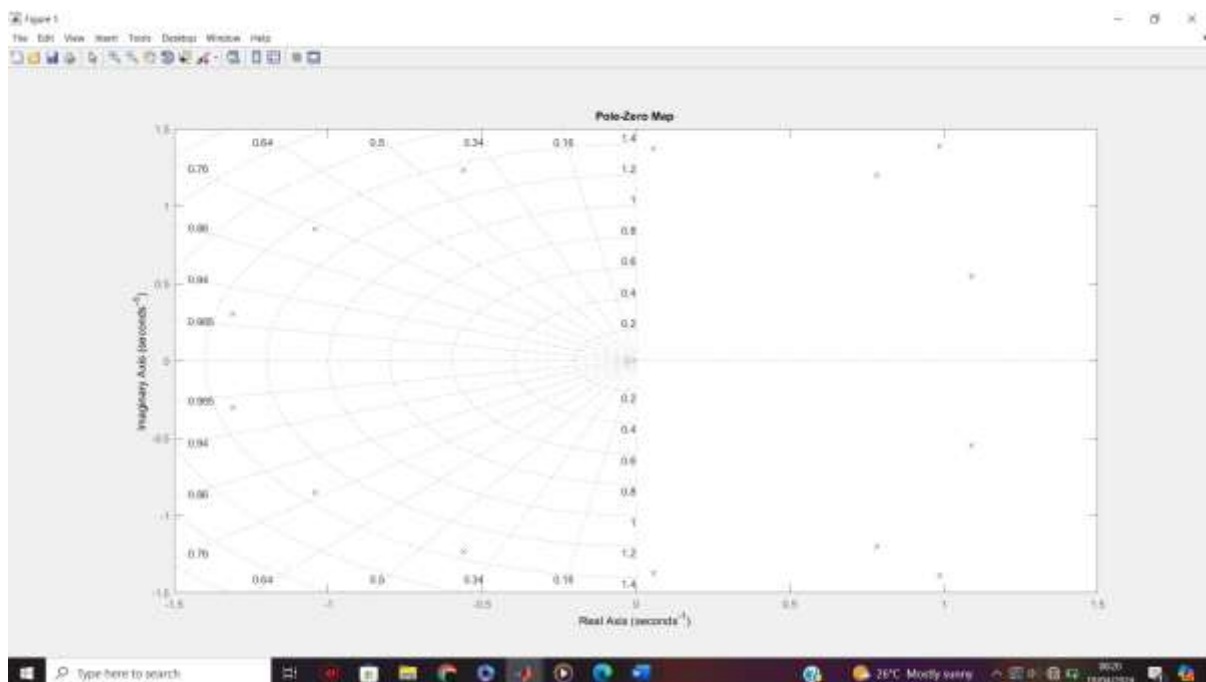 Figure 1
File Edit View Insert Tools Desktop Window Help
Pole-Zero Map
1.5 0.64 0.5 0.34 0.16 1.4
0.76 1.2
1 1
0.86 0.8
0.6
0.5 0.94 0.4
0.985 0.2
0 0
0.985 0.2
0.4
-0.5 0.94 0.6
0.86 0.8
-1 1
0.76 1.2
0.64 0.5 0.34 0.16 1.4
-1.5
-1.5 -1 -0.5 0 0.5 1 1.5
Real Axis (seconds⁻¹)
Imaginary Axis (seconds⁻¹)
Type here to search
26°C Mostly sunny